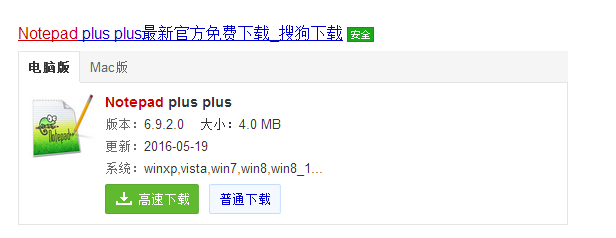 Notepad plus plus最新官方免费下载_搜狗下载 安全
电脑版 Mac版
Notepad plus plus
版本：6.9.2.0 大小：4.0 MB
更新：2016-05-19
系统：winxp,vista,win7,win8,win8_1...
高速下载 普通下载
Notepad++